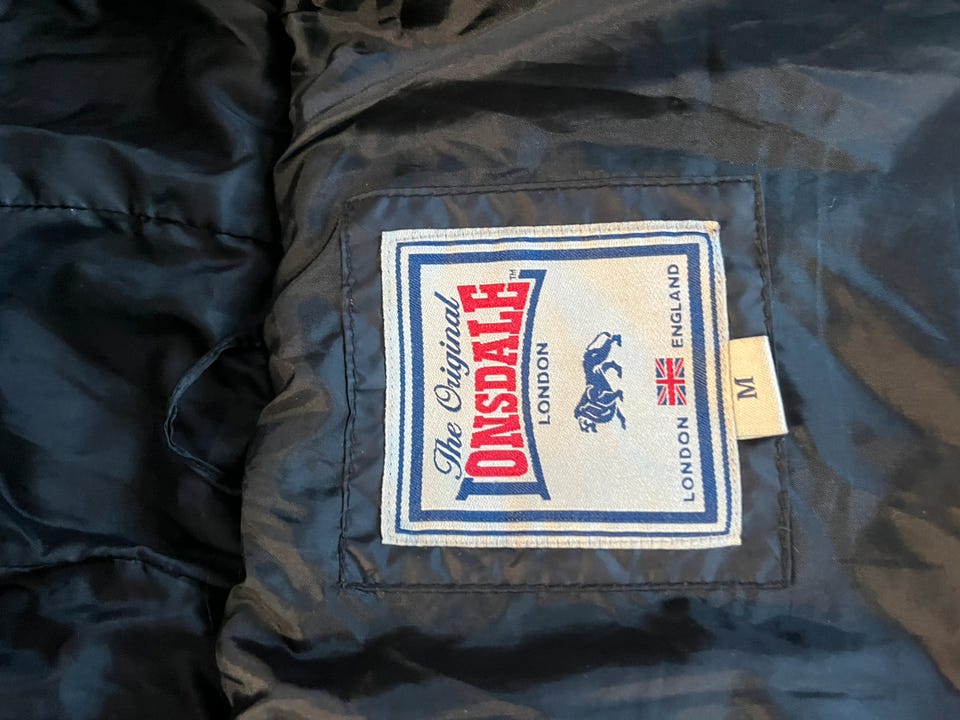 The Original
LONSDALE™
LONDON
LONDON ENGLAND
M